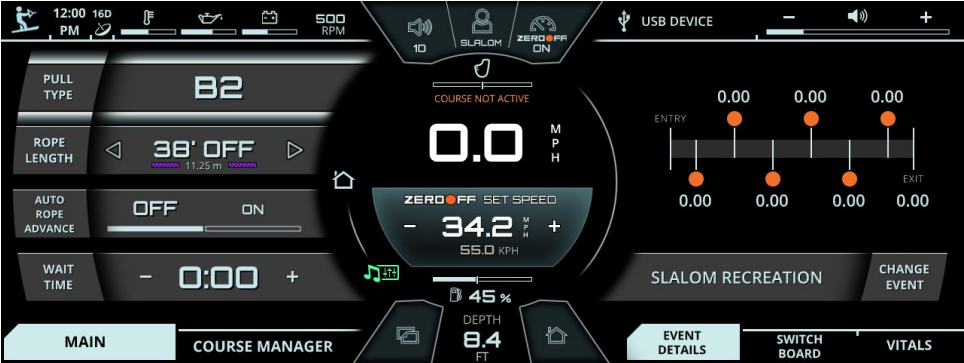 12:00 16D
PM
500
RPM
10
SLALOM
ZEROOFF
ON
USB DEVICE
−
+
PULL
TYPE
B2
COURSE NOT ACTIVE
0.0
MPH
ROPE
LENGTH
38' OFF
11.25 m
AUTO
ROPE
ADVANCE
OFF
ON
ZEROOFF SET SPEED
− 34.2 MPH +
55.0 KPH
WAIT
TIME
− 0:00 +
45 %
DEPTH
8.4
FT
0.00 0.00 0.00
ENTRY
EXIT
0.00 0.00 0.00 0.00
SLALOM RECREATION
CHANGE
EVENT
MAIN
COURSE MANAGER
EVENT
DETAILS
SWITCH
BOARD
VITALS